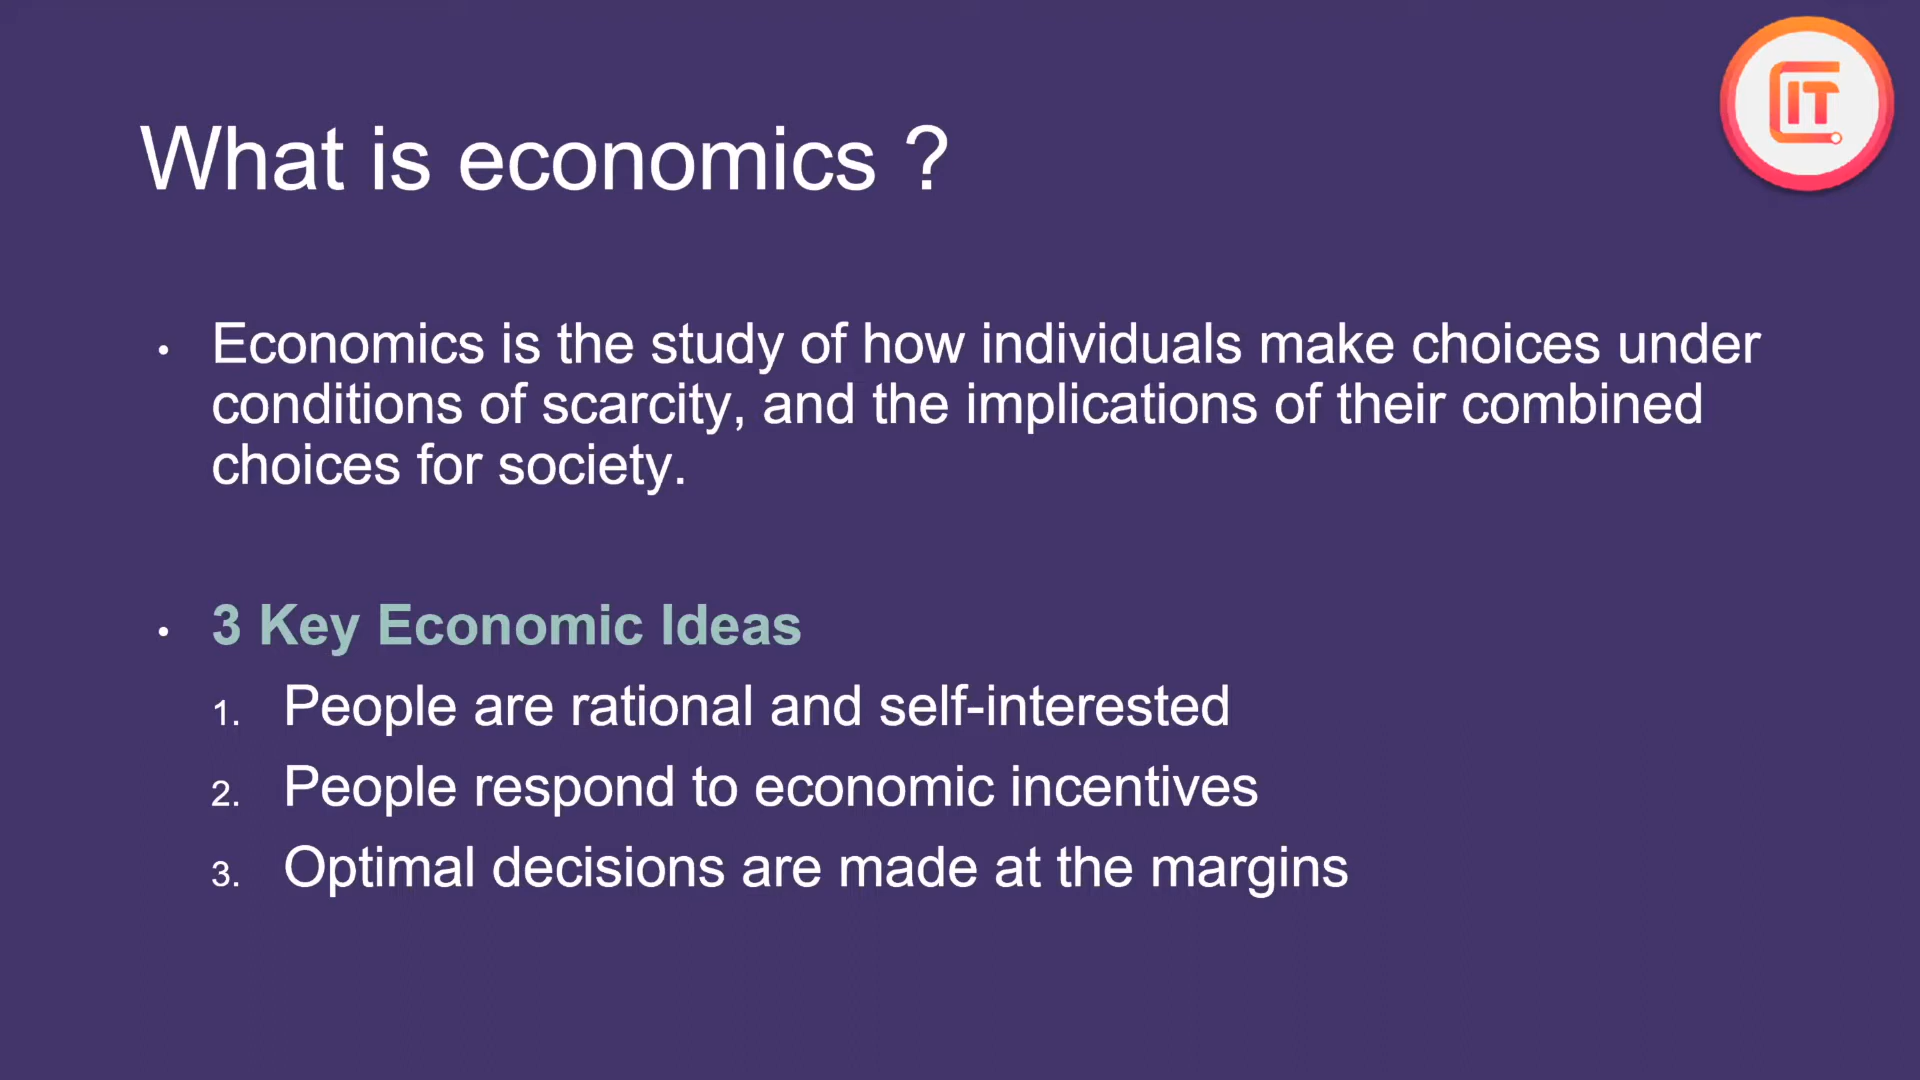 What is economics ?
IT
• Economics is the study of how individuals make choices under
conditions of scarcity, and the implications of their combined
choices for society.
• 3 Key Economic Ideas
1. People are rational and self-interested
2. People respond to economic incentives
3. Optimal decisions are made at the margins